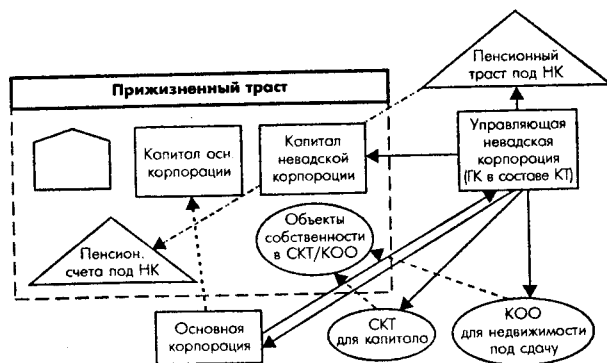 Пенсионный
траст под НК
Прижизненный траст
Капитал осн.
корпорации
Капитал
невадской
корпорации
Управляющая
невадская
корпорация
(ГК в составе КТ)
Объекты
собственности
в СКТ/КОО
Пенсион.
счета под НК
Основная
корпорация
СКТ
для капитала
КОО
для недвижимости
под сдачу